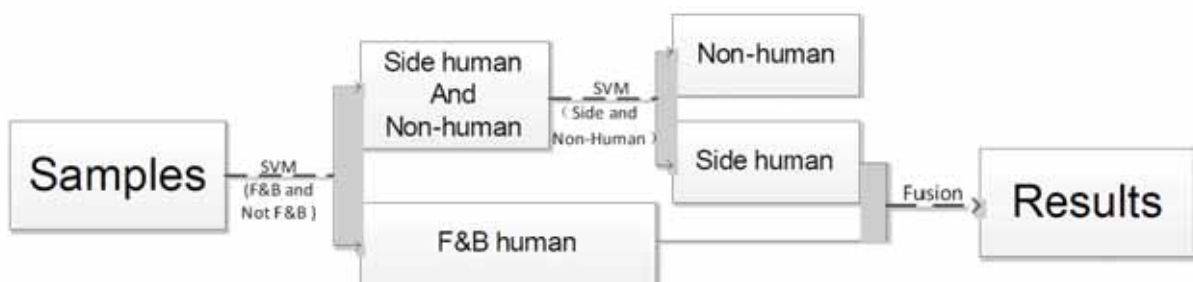 Samples
SVM
(F&B and
Not F&B)
Side human
And
Non-human
F&B human
SVM
(Side and
Non-Human)
Non-human
Side human
Fusion
Results